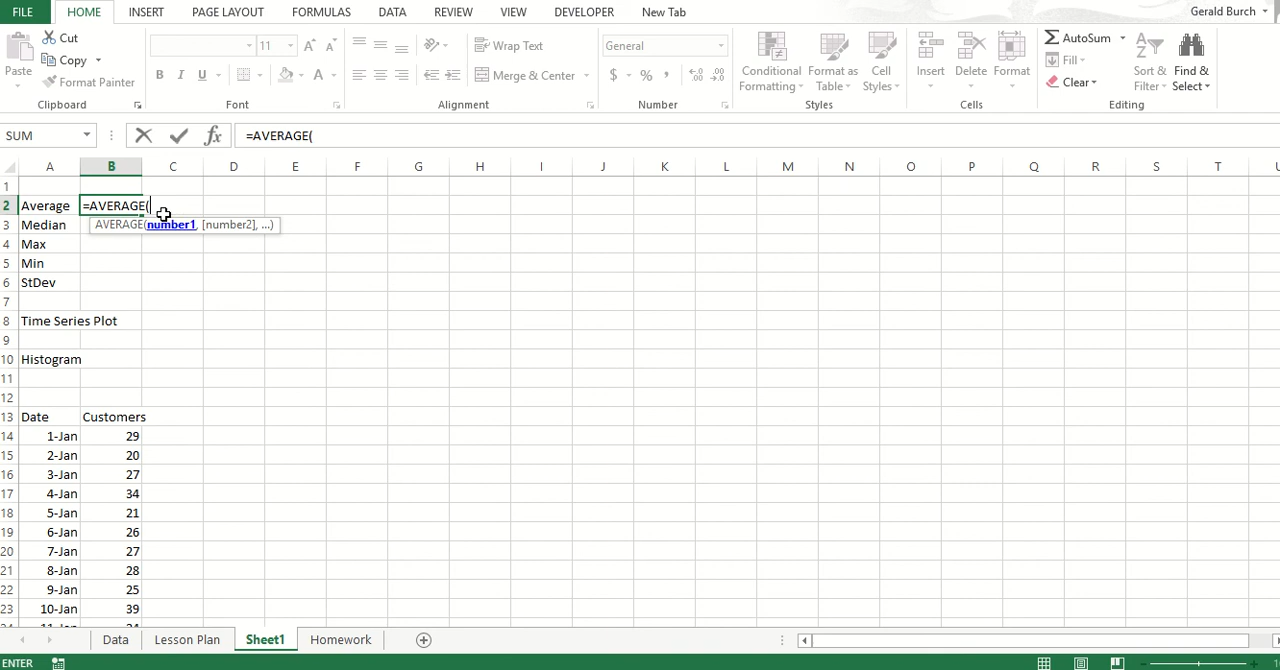 FILE HOME INSERT PAGE LAYOUT FORMULAS DATA REVIEW VIEW DEVELOPER New Tab Gerald Burch
Paste
Cut
Copy
Format Painter
Clipboard
11
A A
B I U A
Font
Wrap Text
Merge & Center
Alignment
General
$ % ,
Number
Conditional Formatting
Format as Table
Cell Styles
Styles
Insert
Delete
Format
Cells
AutoSum
Fill
Clear
Sort & Filter
Find & Select
Editing
SUM fx =AVERAGE(
A B C D E F G H I J K L M N O P Q R S T U
1
2 Average =AVERAGE(
AVERAGE(number1, [number2], ...)
3 Median
4 Max
5 Min
6 StDev
7
8 Time Series Plot
9
10 Histogram
11
12
13 Date Customers
14 1-Jan 29
15 2-Jan 20
16 3-Jan 27
17 4-Jan 34
18 5-Jan 21
19 6-Jan 26
20 7-Jan 27
21 8-Jan 28
22 9-Jan 25
23 10-Jan 39
Data Lesson Plan Sheet1 Homework
ENTER